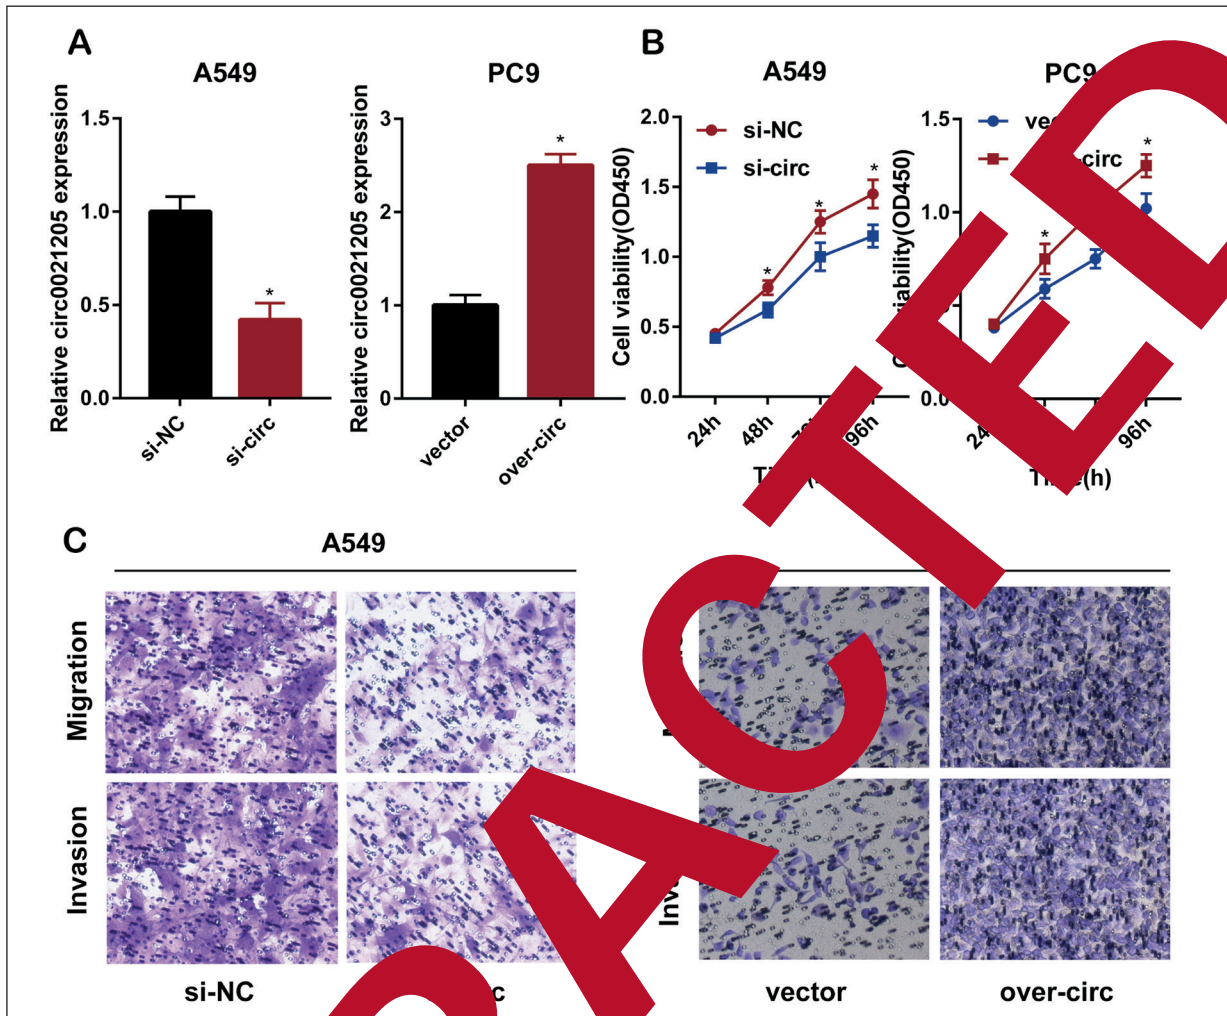 A
B
A549
PC9
A549
PC9
Relative circ0021205 expression
1.5
1.0
0.5
0.0
*
si-NC
si-circ
Relative circ0021205 expression
3
2
1
0
*
vector
over-circ
Cell viability(OD450)
2.0
1.5
1.0
0.5
0.0
si-NC
si-circ
*
*
*
24h
48h
96h
1.5
1.0
*
*
96h
C
A549
Migration
Invasion
si-NC
vector
over-circ
ACTED